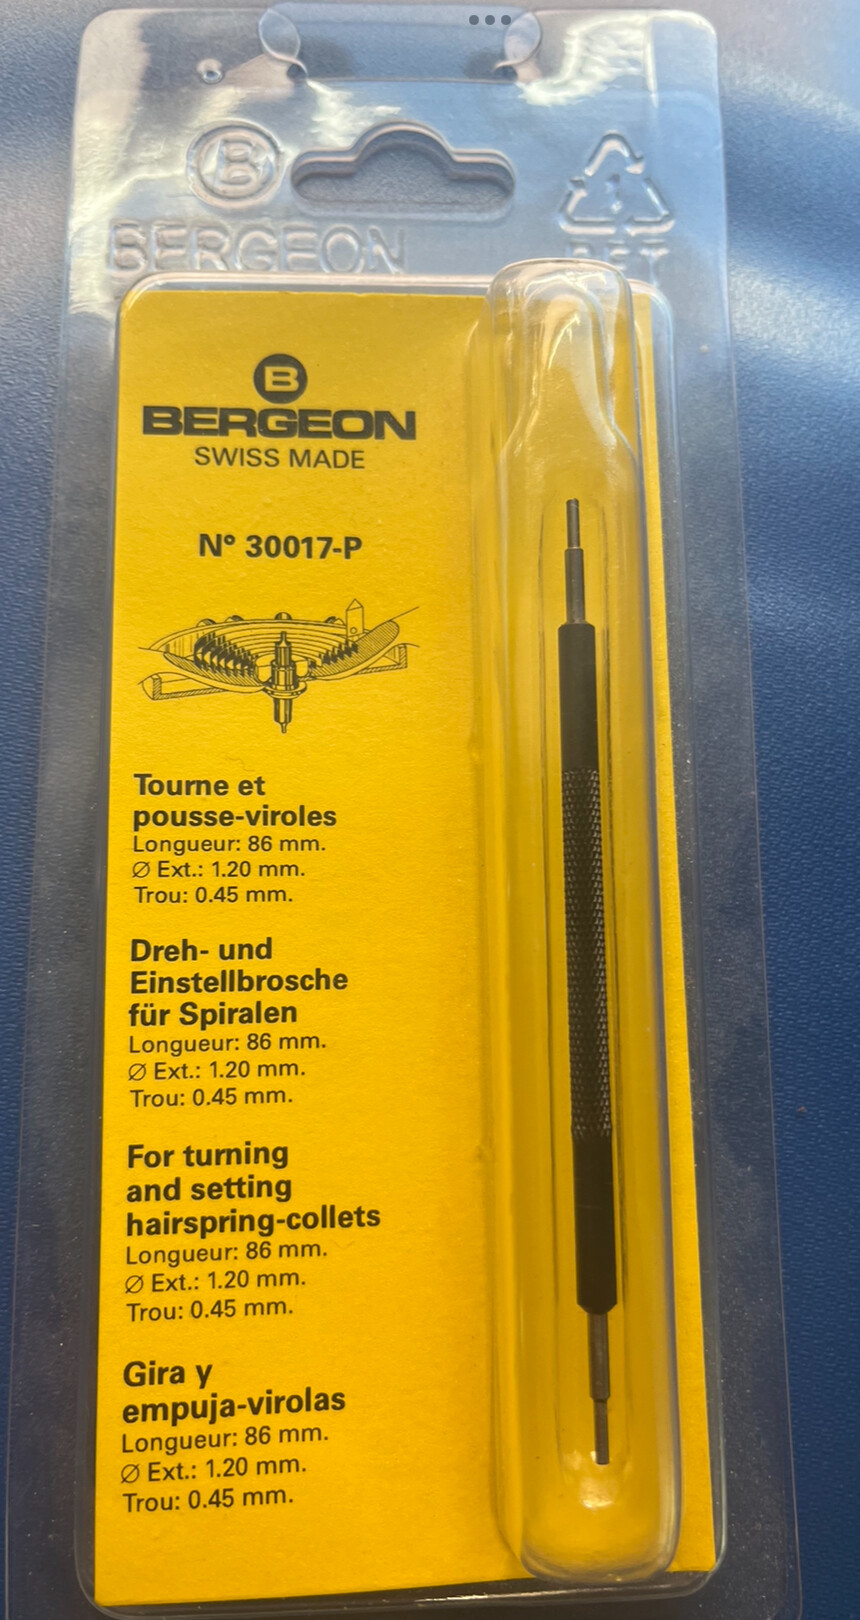 B
BERGEON
1
PET
B
BERGEON
SWISS MADE
N° 30017-P
Tourne et
pousse-viroles
Longueur: 86 mm.
∅ Ext.: 1.20 mm.
Trou: 0.45 mm.
Dreh- und
Einstellbrosche
für Spiralen
Longueur: 86 mm.
∅ Ext.: 1.20 mm.
Trou: 0.45 mm.
For turning
and setting
hairspring-collets
Longueur: 86 mm.
∅ Ext.: 1.20 mm.
Trou: 0.45 mm.
Gira y
empuja-virolas
Longueur: 86 mm.
∅ Ext.: 1.20 mm.
Trou: 0.45 mm.